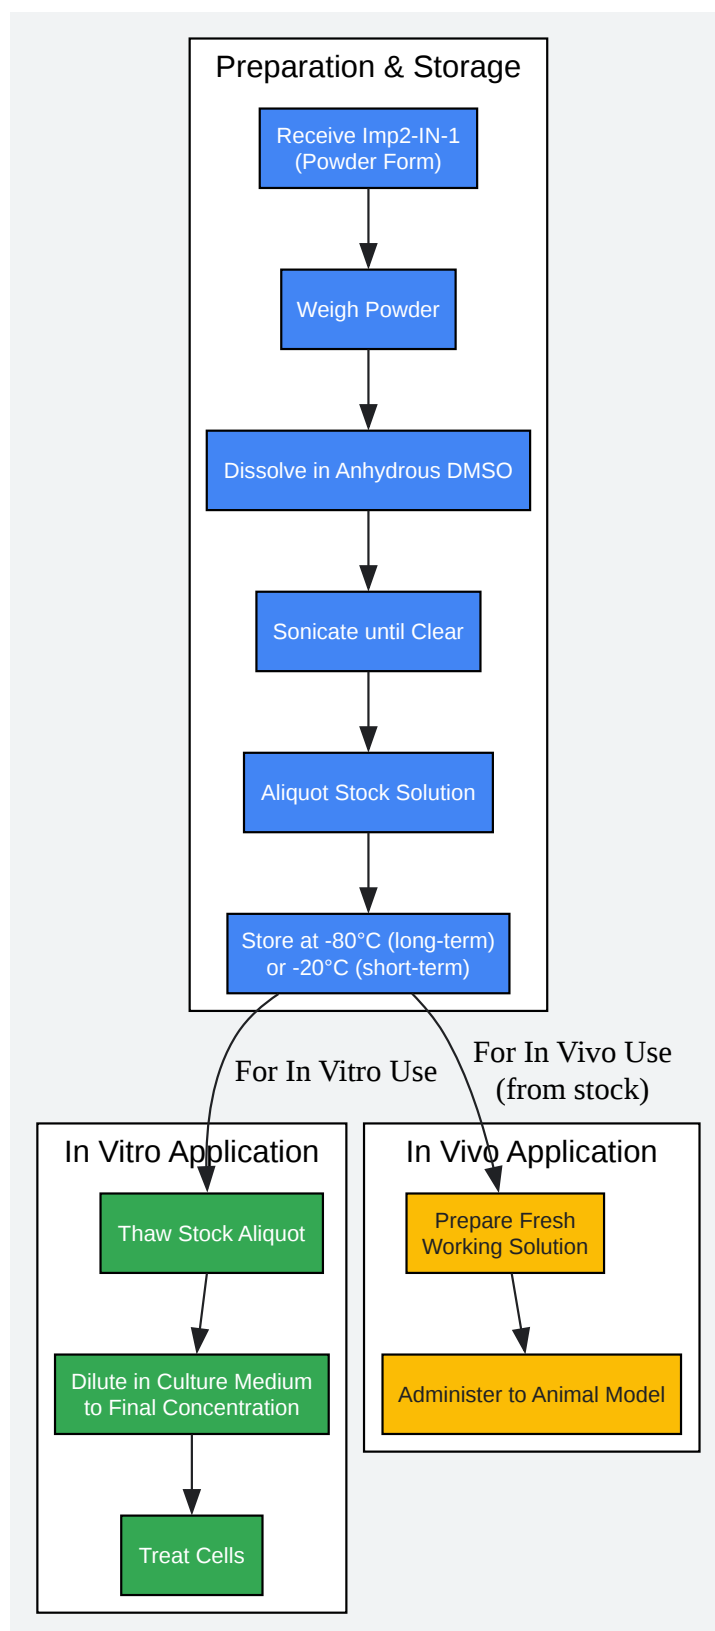 Preparation & Storage
Receive Imp2-IN-1
(Powder Form)
Weigh Powder
Dissolve in Anhydrous DMSO
Sonicate until Clear
Aliquot Stock Solution
Store at -80°C (long-term)
or -20°C (short-term)
For In Vitro Use
For In Vivo Use
(from stock)
In Vitro Application
Thaw Stock Aliquot
Dilute in Culture Medium
to Final Concentration
Treat Cells
In Vivo Application
Prepare Fresh
Working Solution
Administer to Animal Model